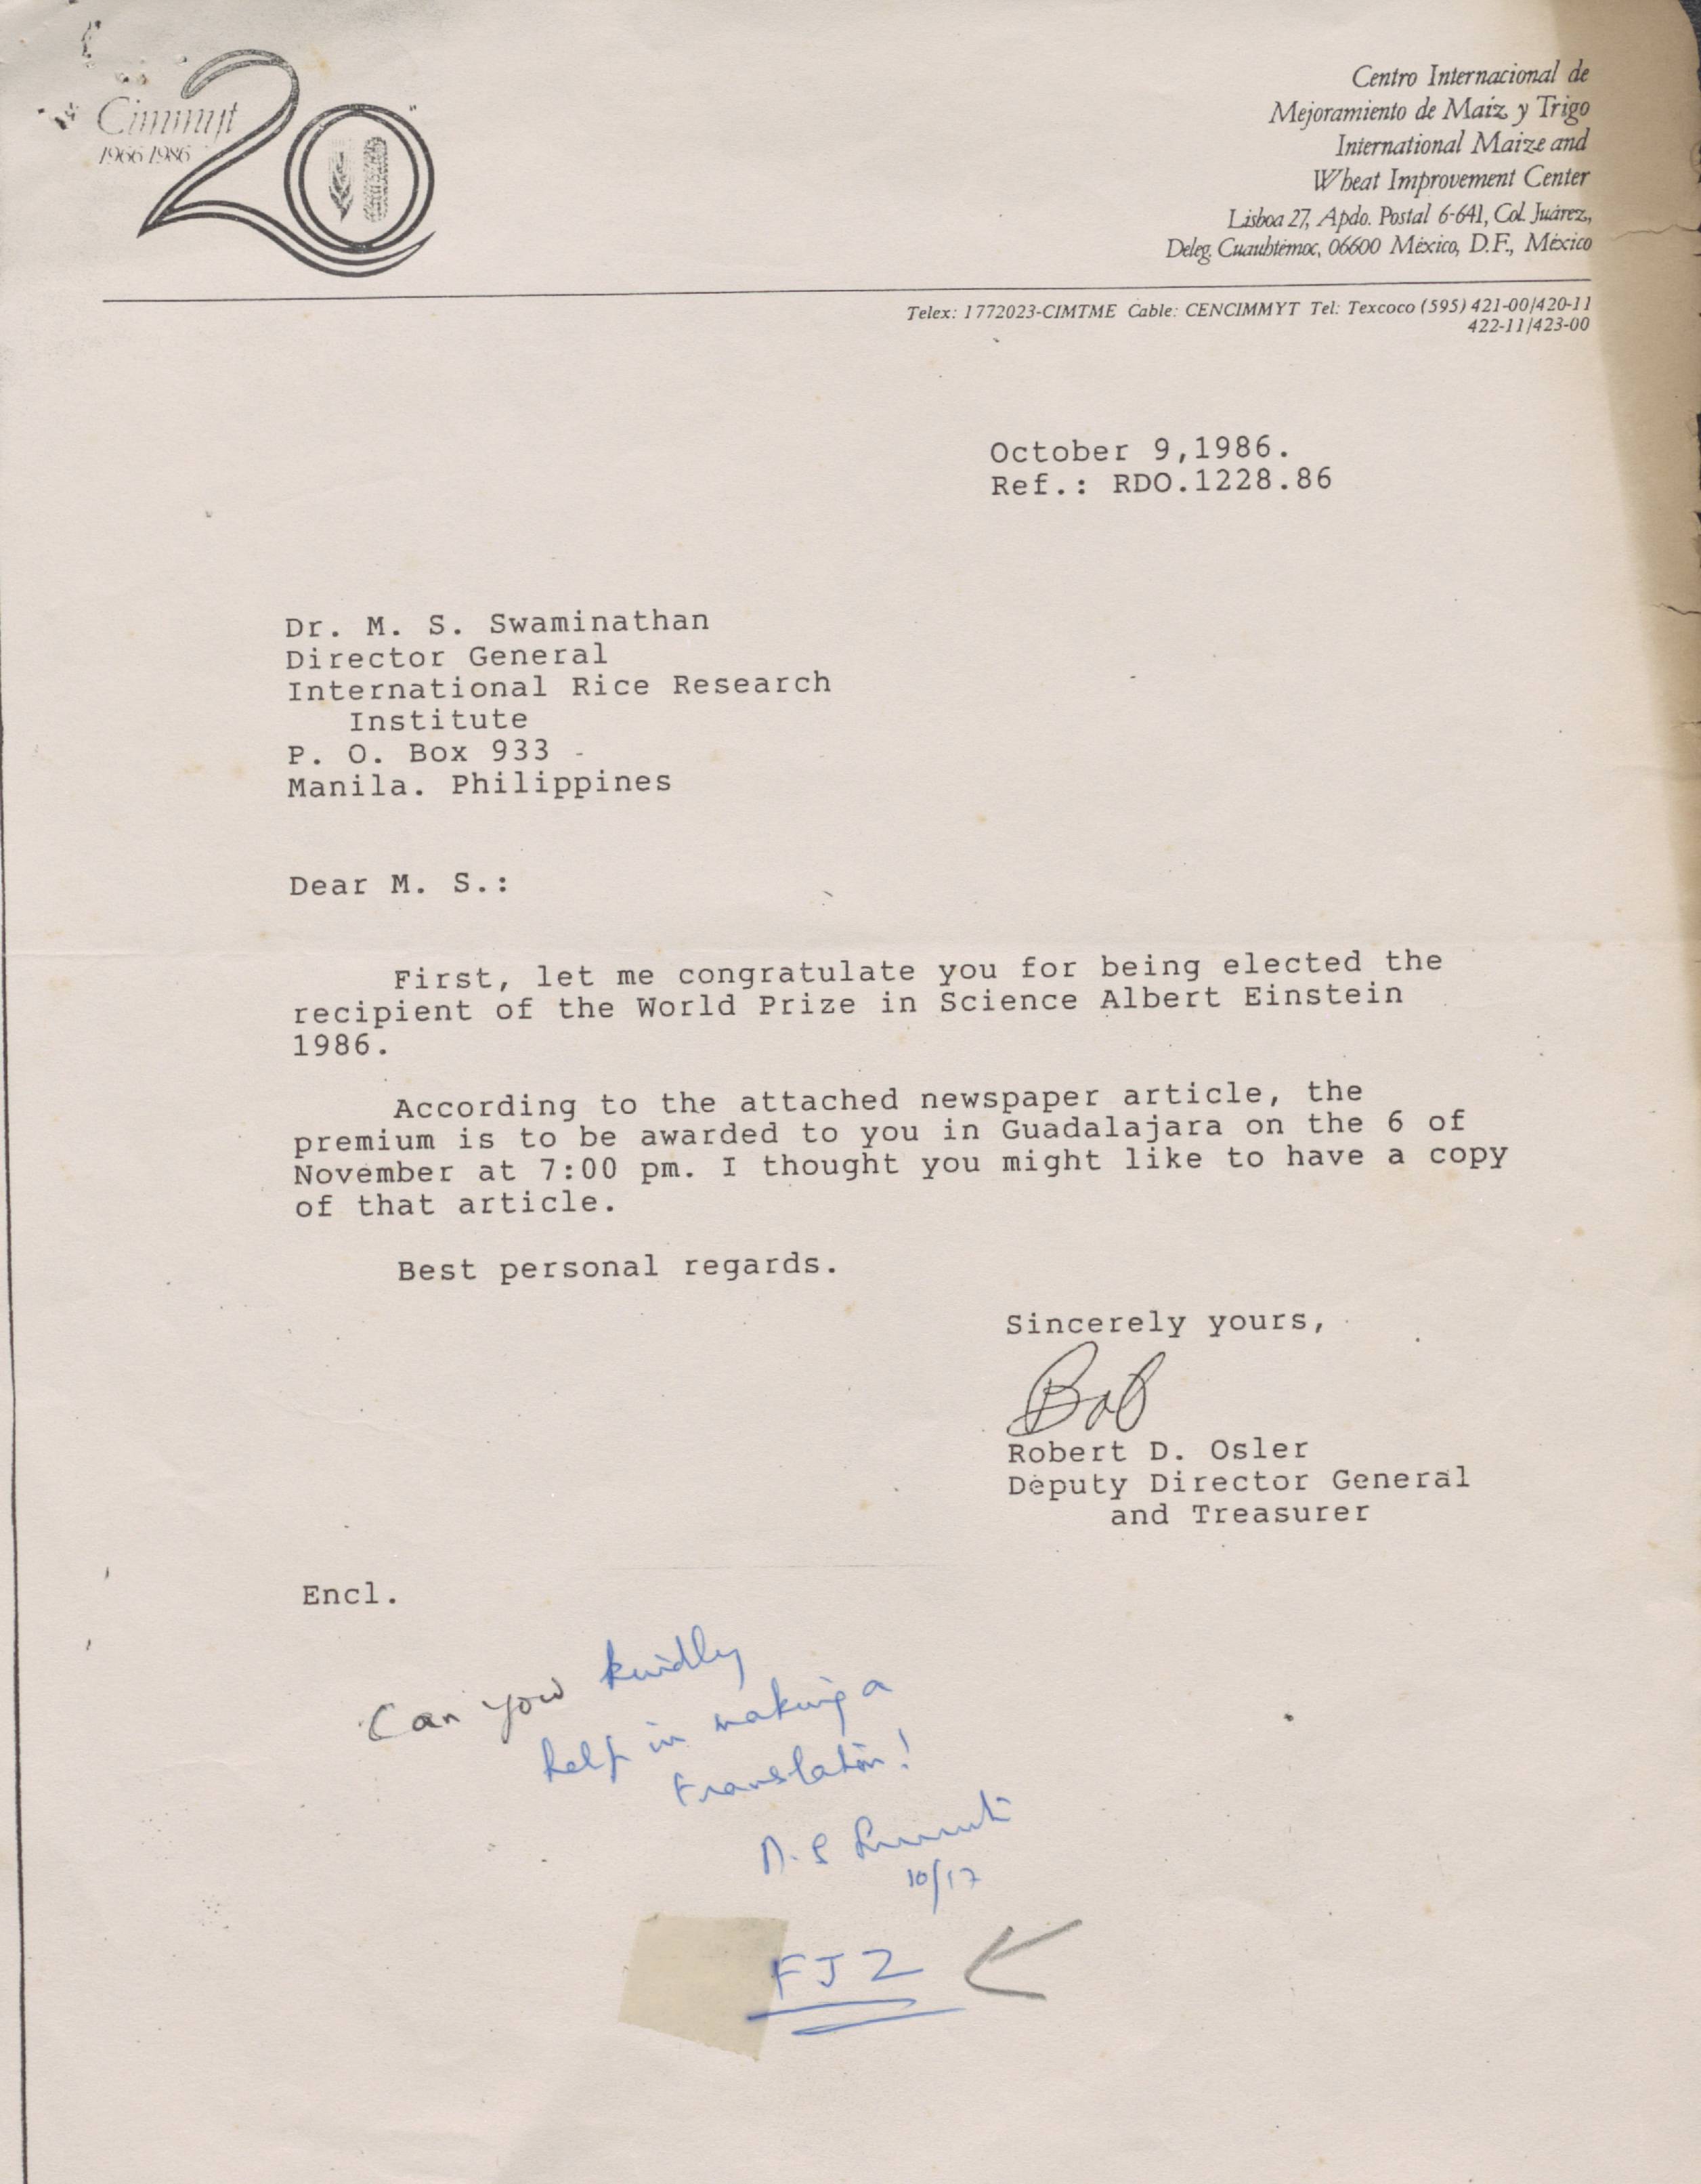 Cimmyt
1966/1986
20
Centro Internacional de
Mejoramiento de Maíz y Trigo
International Maize and
Wheat Improvement Center
Lisboa 27, Apdo. Postal 6-641, Col. Juárez,
Deleg. Cuauhtémoc, 06600 México, D.F., México
Telex: 1772023-CIMTME Cable: CENCIMMYT Tel: Texcoco (595) 421-00/420-11
422-11/423-00
October 9,1986.
Ref.: RDO.1228.86
Dr. M. S. Swaminathan
Director General
International Rice Research
Institute
P. O. Box 933
Manila. Philippines
Dear M. S.:
First, let me congratulate you for being elected the
recipient of the World Prize in Science Albert Einstein
1986.
According to the attached newspaper article, the
premium is to be awarded to you in Guadalajara on the 6 of
November at 7:00 pm. I thought you might like to have a copy
of that article.
Best personal regards.
Sincerely yours,
Bob
Robert D. Osler
Deputy Director General
and Treasurer
Encl.
Can you kindly
help in making a
translation!
10/17
FJZ